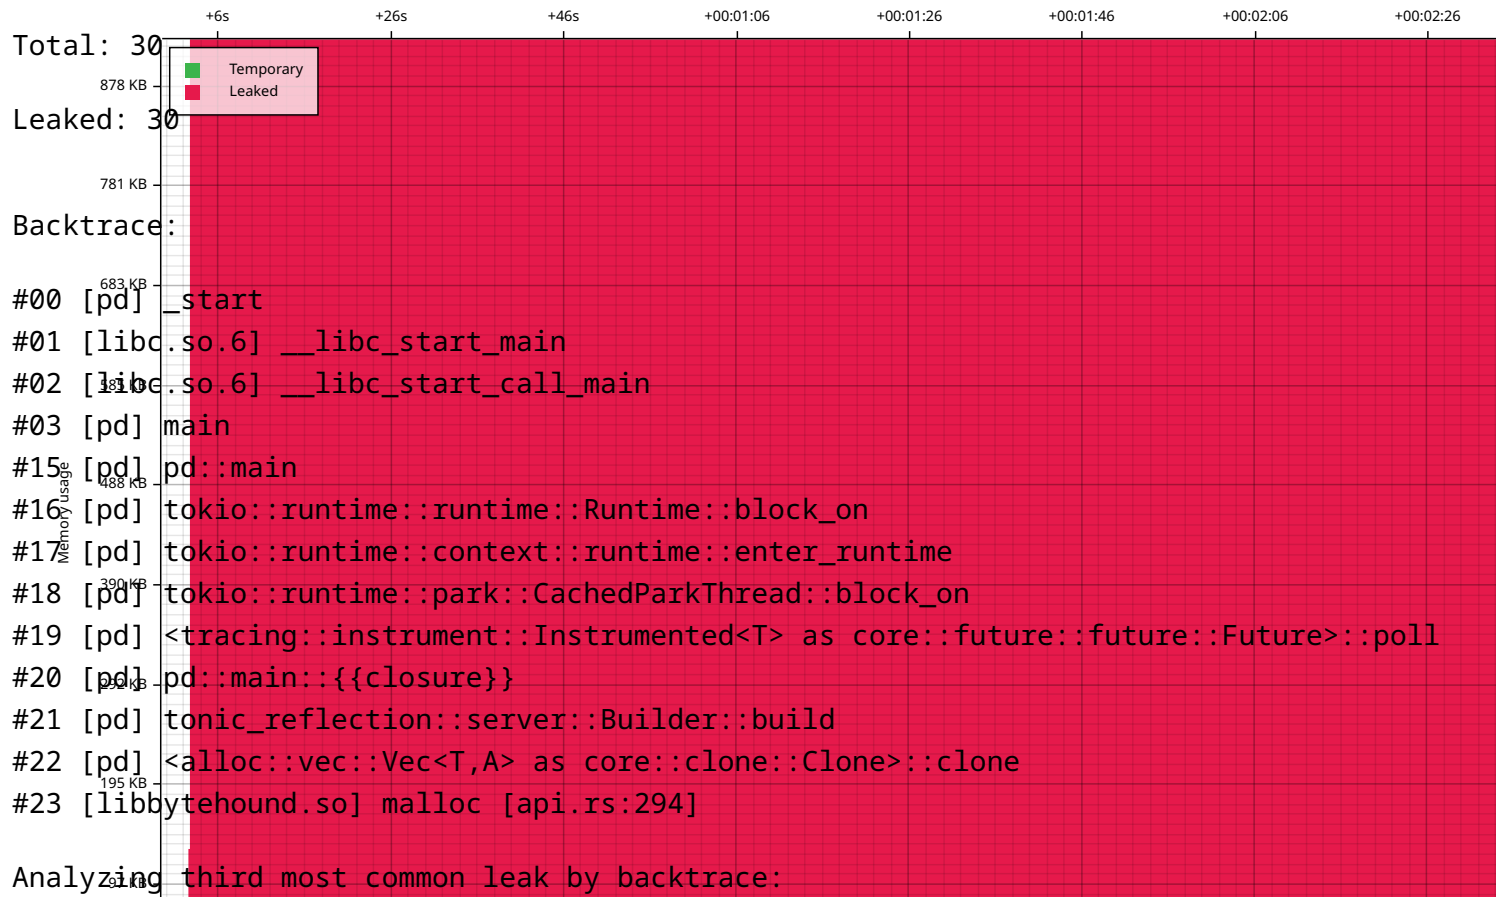 +6s +26s +46s +00:01:06 +00:01:26 +00:01:46 +00:02:06 +00:02:26
Total: 30
Temporary
878 KB
Leaked
Leaked: 30
781 KB
Backtrace:
683 KB
#00 [pd] _start
#01 [libc.so.6] __libc_start_main
#02 [libc.so.6] __libc_start_call_main
585 KB
#03 [pd] main
#15 [pd] pd::main
488 KB
Memory usage
#16 [pd] tokio::runtime::runtime::Runtime::block_on
#17 [pd] tokio::runtime::context::runtime::enter_runtime
390 KB
#18 [pd] tokio::runtime::park::CachedParkThread::block_on
#19 [pd] <tracing::instrument::Instrumented<T> as core::future::future::Future>::poll
#20 [pd] pd::main::{{closure}}
292 KB
#21 [pd] tonic_reflection::server::Builder::build
#22 [pd] <alloc::vec::Vec<T,A> as core::clone::Clone>::clone
195 KB
#23 [libbytehound.so] malloc [api.rs:294]
Analyzing third most common leak by backtrace:
97 KB